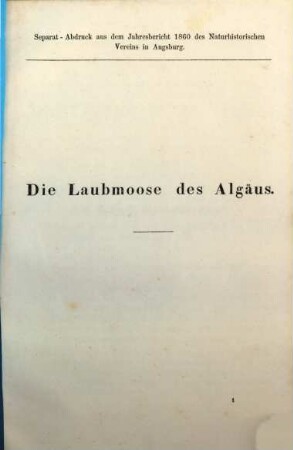 Separat - Abdruck aus dem Jahresbericht 1860 des Naturhistorischen
Vereins in Augsburg.
Die Laubmoose des Algäus.
1